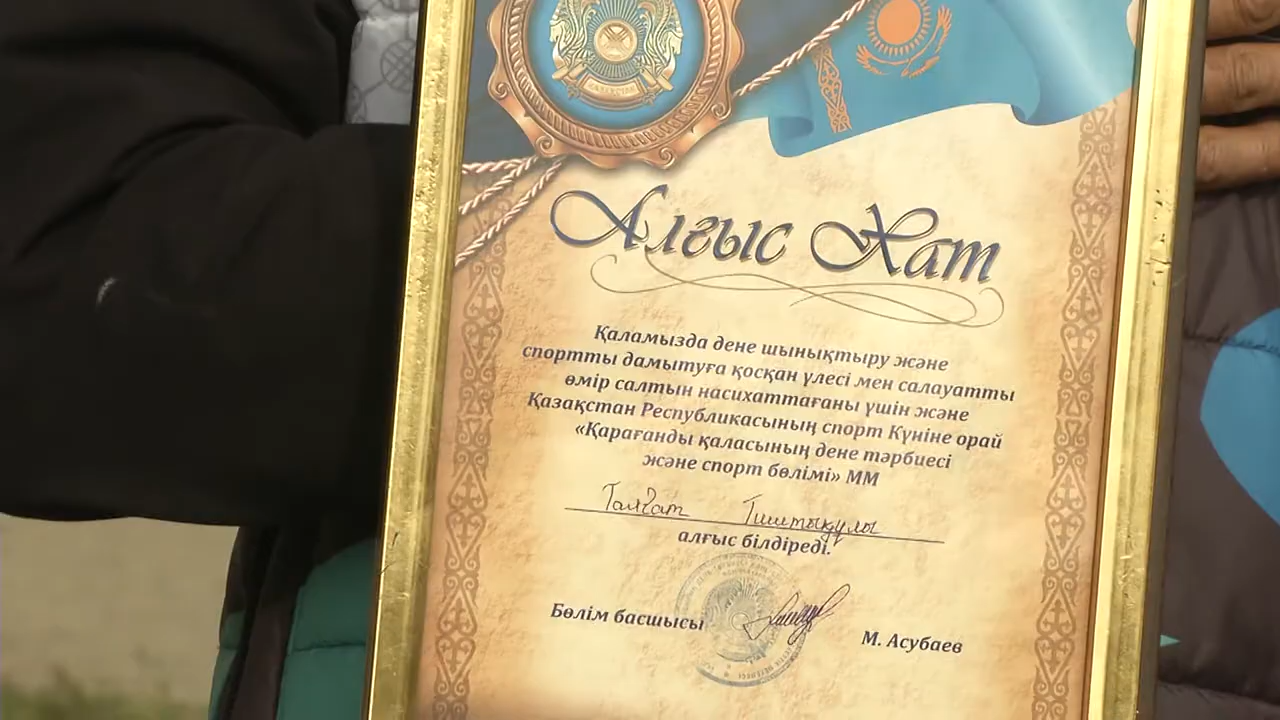 ҚАЗАҚСТАН
Алғыс Хат
Қаламызда дене шынықтыру және
спортты дамытуға қосқан үлесі мен салауатты
өмір салтын насихаттағаны үшін және
Қазақстан Республикасының спорт Күніне орай
«Қарағанды қаласының дене тәрбиесі
және спорт бөлімі» ММ
Талғат
алғыс білдіреді.
Бөлім басшысы
М. Асубаев